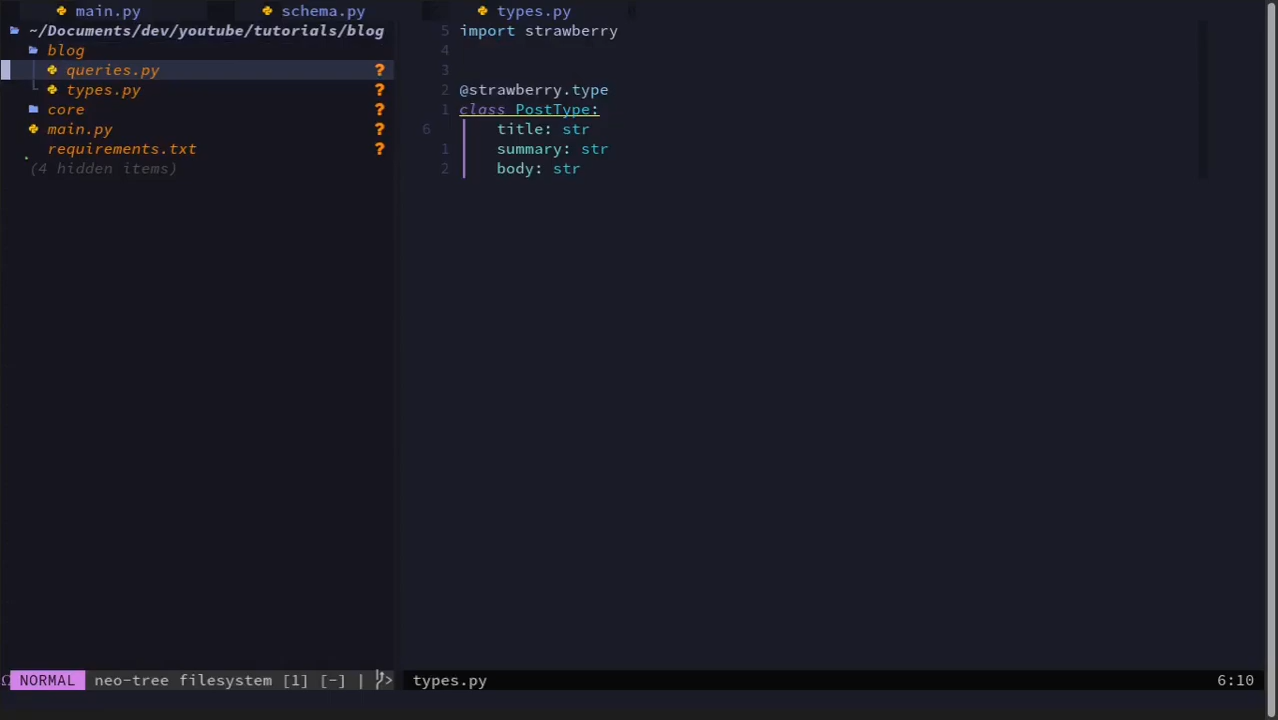 main.py
schema.py
types.py
~/Documents/dev/youtube/tutorials/blog
blog
queries.py ?
types.py ?
core ?
main.py ?
requirements.txt ?
(4 hidden items)
5 import strawberry
4
3
2 @strawberry.type
1 class PostType:
6 title: str
1 summary: str
2 body: str
NORMAL neo-tree filesystem [1] [-] |
types.py 6:10